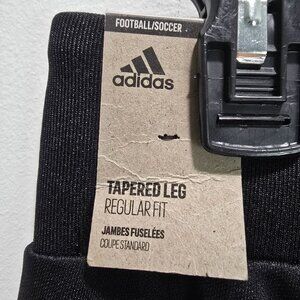 FOOTBALL/SOCCER
adidas
TAPERED LEG
REGULAR FIT
JAMBES FUSELÉES
COUPE STANDARD